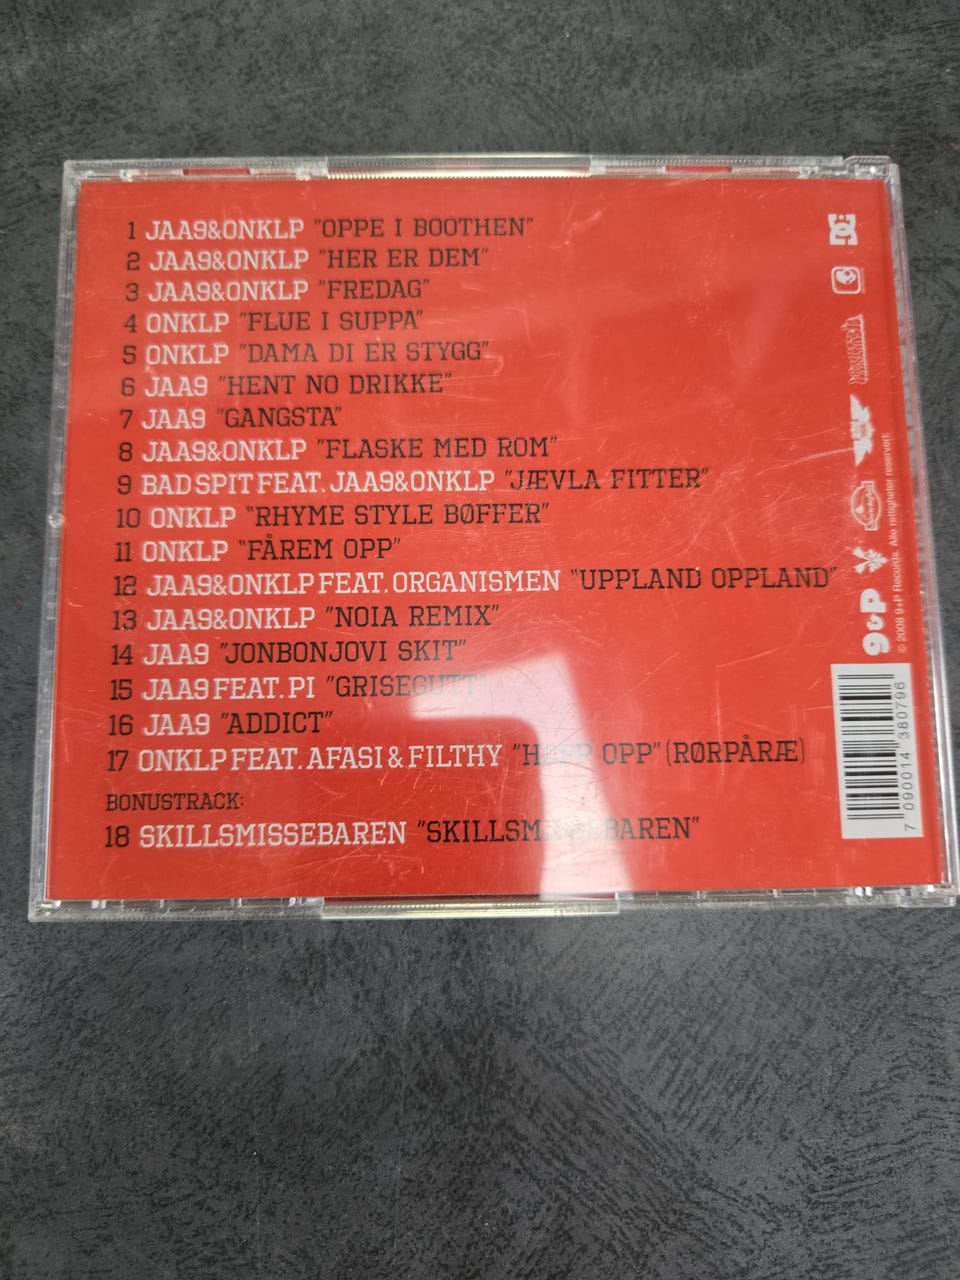 1 JAA9&ONKLP "OPPE I BOOTHEN"
2 JAA9&ONKLP "HER ER DEM"
3 JAA9&ONKLP "FREDAG"
4 ONKLP "FLUE I SUPPA"
5 ONKLP "DAMA DI ER STYGG"
6 JAA9 "HENT NO DRIKKE"
7 JAA9 "GANGSTA"
8 JAA9&ONKLP "FLASKE MED ROM"
9 BAD SPIT FEAT. JAA9&ONKLP "JÆVLA FITTER"
10 ONKLP "RHYME STYLE BØFFER"
11 ONKLP "FÅREM OPP"
12 JAA9&ONKLP FEAT. ORGANISMEN "UPPLAND OPPLAND"
13 JAA9&ONKLP "NOIA REMIX"
14 JAA9 "JONBONJOVI SKIT"
15 JAA9 FEAT. PI "GRISEGUTT"
16 JAA9 "ADDICT"
17 ONKLP FEAT. AFASI & FILTHY "HOPP OPP" (RØRPÅRÆ)
BONUSTRACK:
18 SKILLSMISSEBAREN "SKILLSMISSEBAREN"
DC
9&P
© 2008 9+P Records. Alle rettigheter reservert.
7 090014 380796